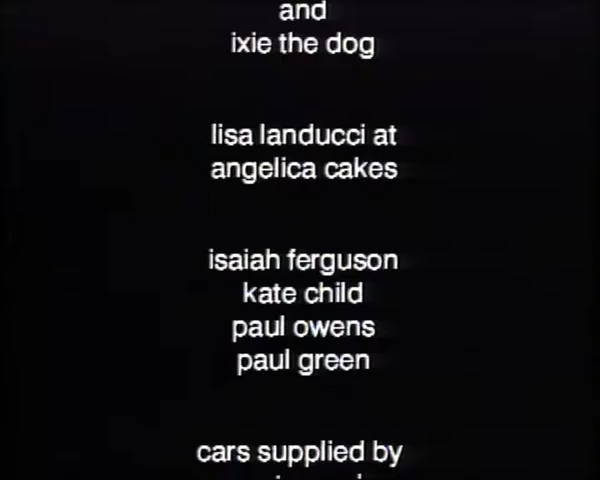 and
ixie the dog
lisa landucci at
angelica cakes
isaiah ferguson
kate child
paul owens
paul green
cars supplied by